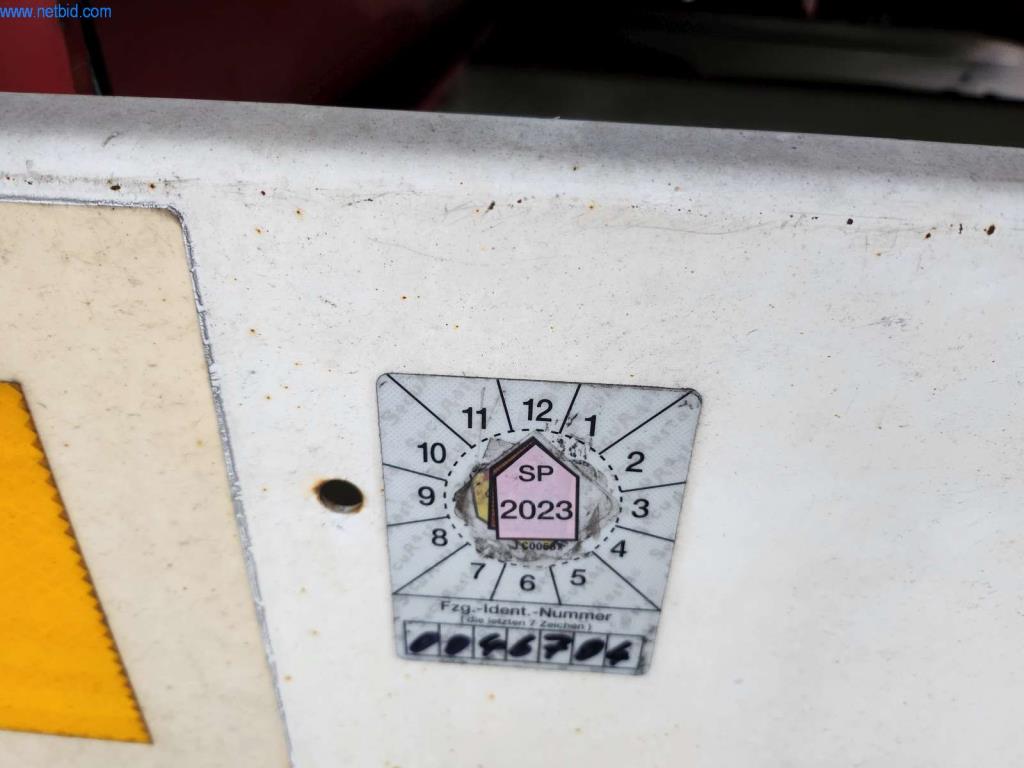 www.netbid.com
11 12 1
10 2
9 3
8 4
7 6 5
SP
2023
Fzg.-Ident.-Nummer
(die letzten 7 Zeichen)
0046704